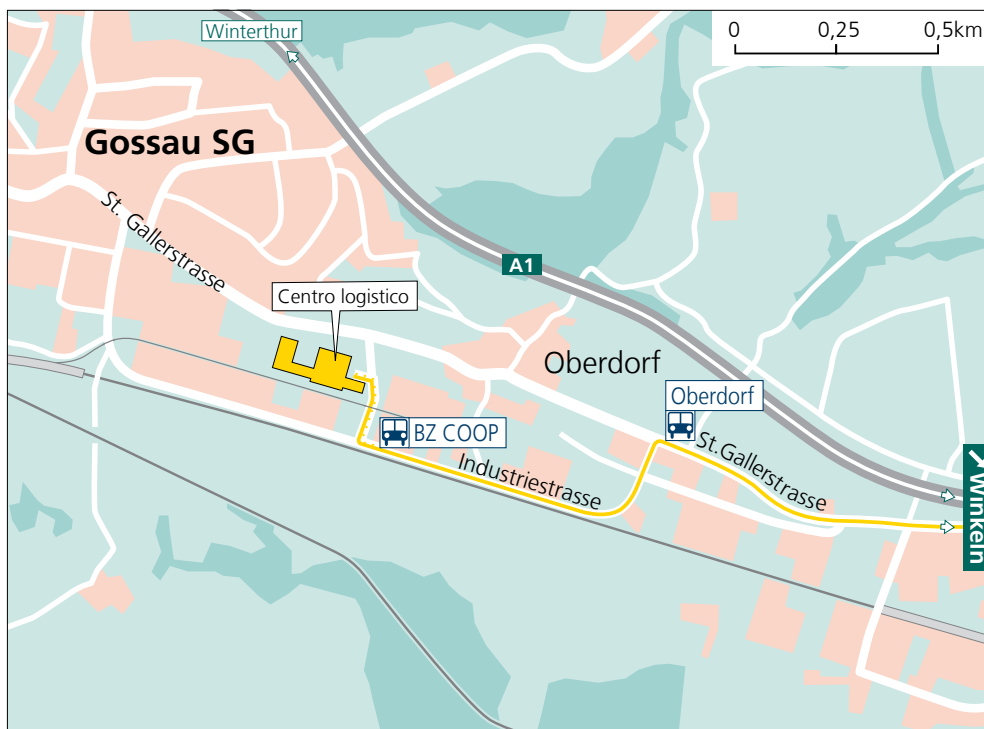 Winterthur
0 0,25 0,5km
Gossau SG
St. Gallerstrasse
A1
Centro logistico
Oberdorf
Oberdorf
BZ COOP
St.Gallerstrasse
Industriestrasse
Winkeln